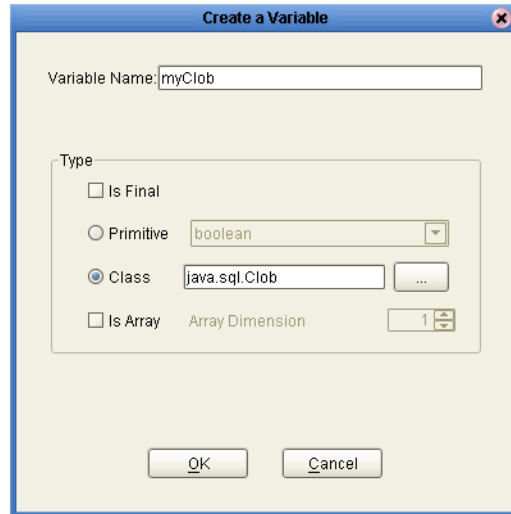 Create a Variable
Variable Name: myClob
Type
Is Final
Primitive boolean
Class java.sql.Clob ...
Is Array Array Dimension 1
OK Cancel